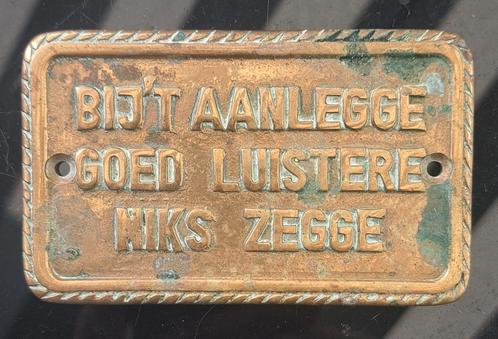 BIJ'T AANLEGGE
GOED LUISTERE
NIKS ZEGGE